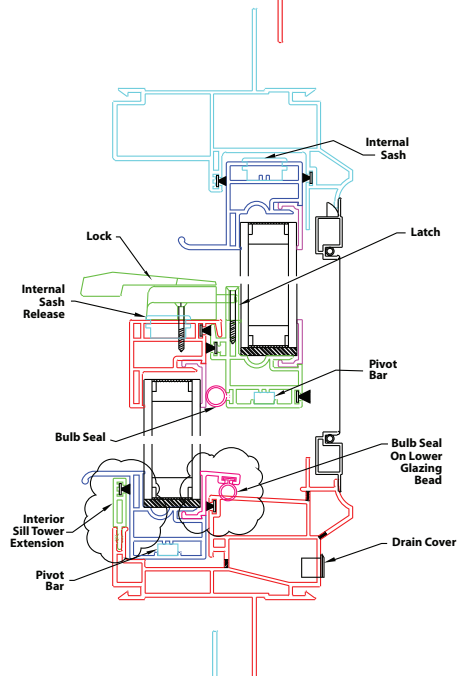 Internal
Sash
Lock
Latch
Internal
Sash
Release
Pivot
Bar
Bulb Seal
Bulb Seal
On Lower
Glazing
Bead
Interior
Sill Tower
Extension
Drain Cover
Pivot
Bar